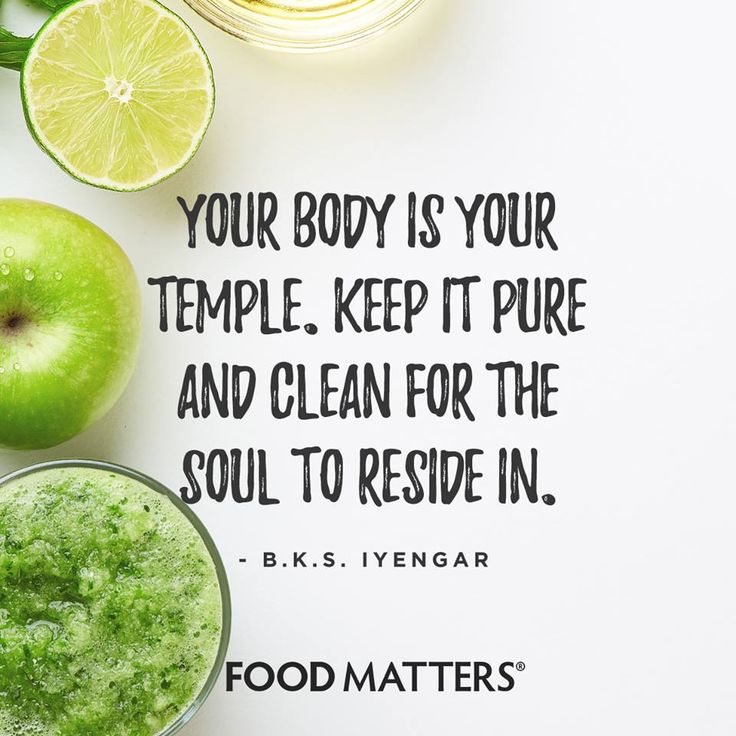 YOUR BODY IS YOUR
TEMPLE. KEEP IT PURE
AND CLEAN FOR THE
SOUL TO RESIDE IN.
- B.K.S. IYENGAR
FOOD MATTERS®